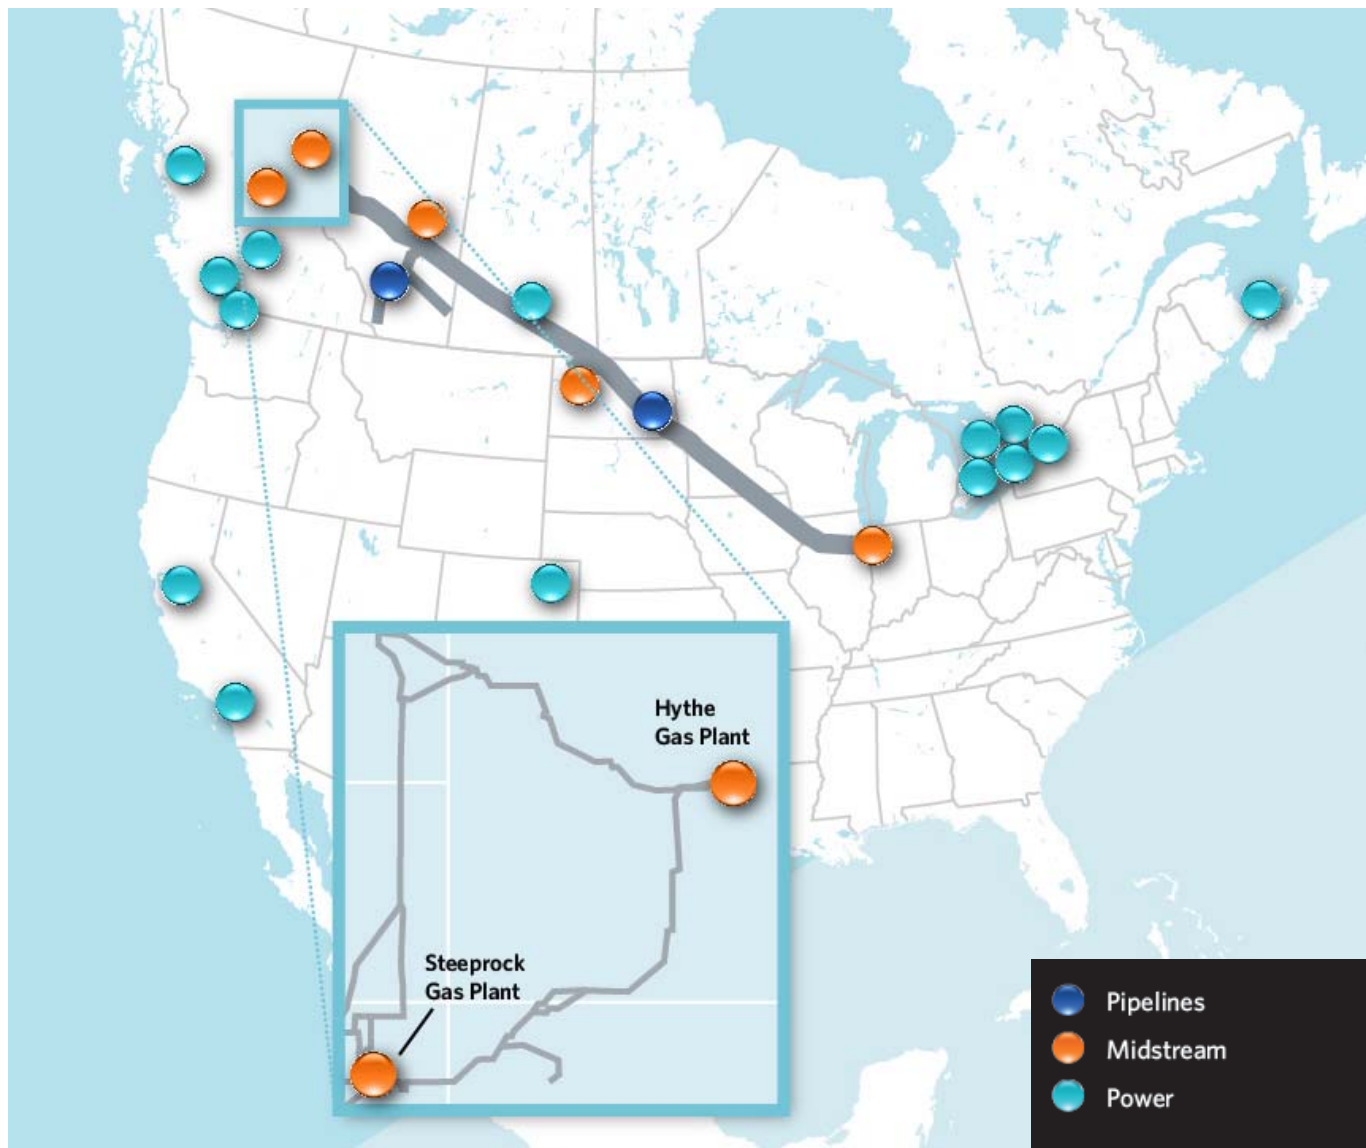 Hythe
Gas Plant
Steeprock
Gas Plant
Pipelines
Midstream
Power